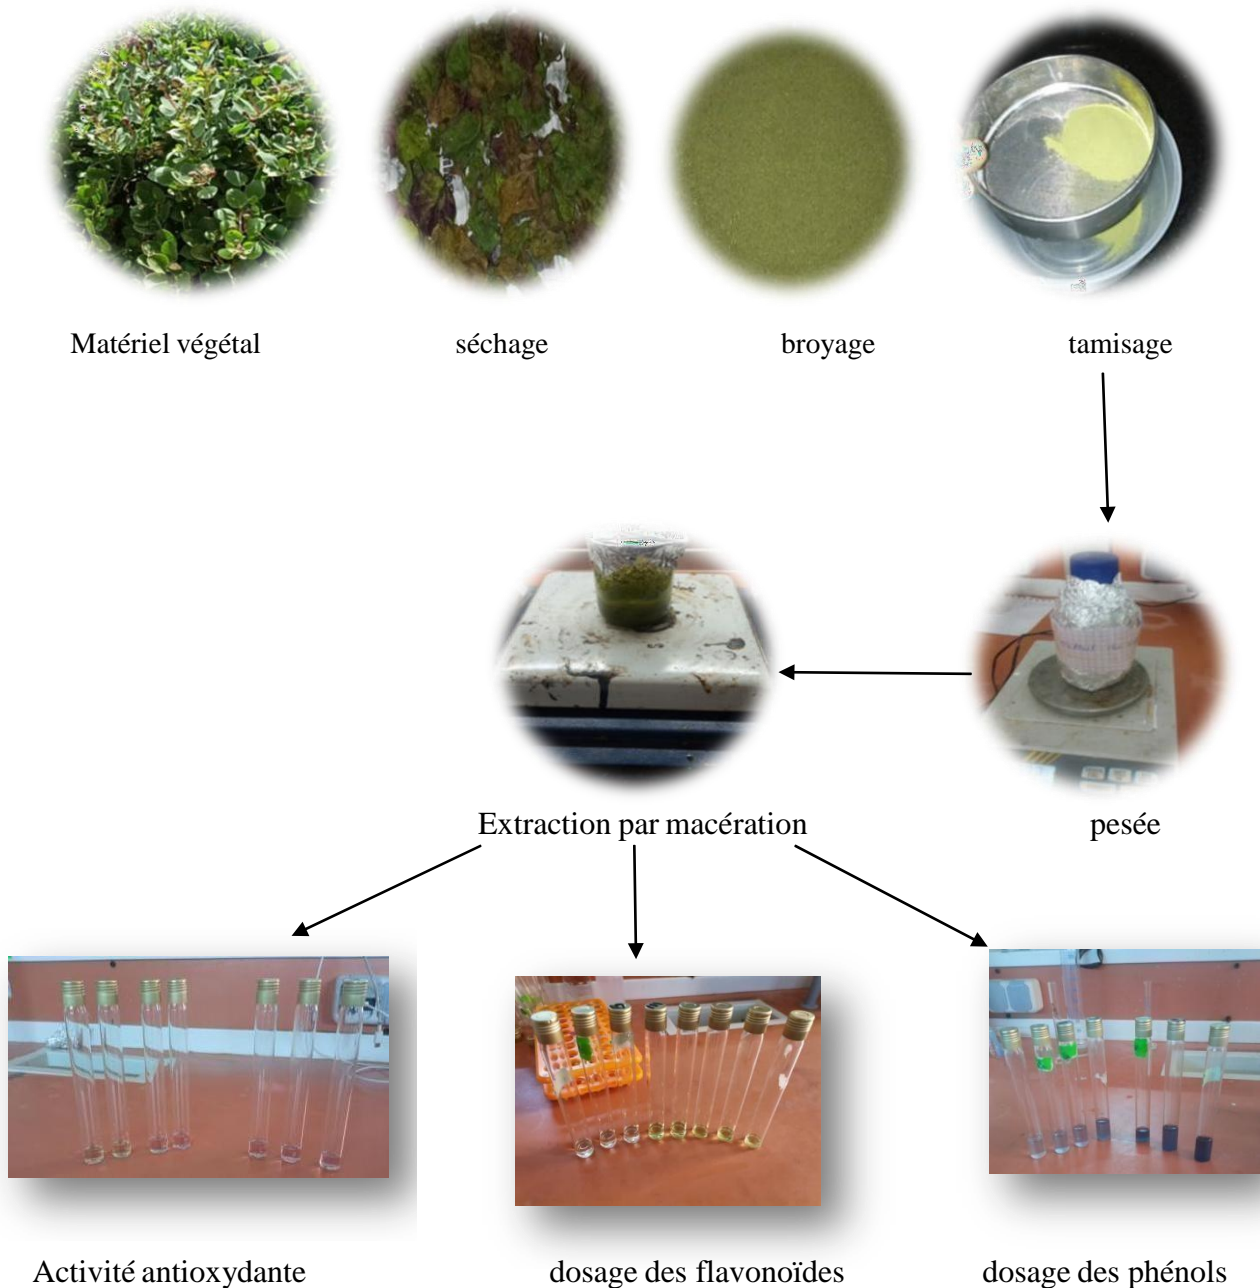 Matériel végétal
séchage
broyage
tamisage
Extraction par macération
pesée
Activité antioxydante
dosage des flavonoïdes
dosage des phénols